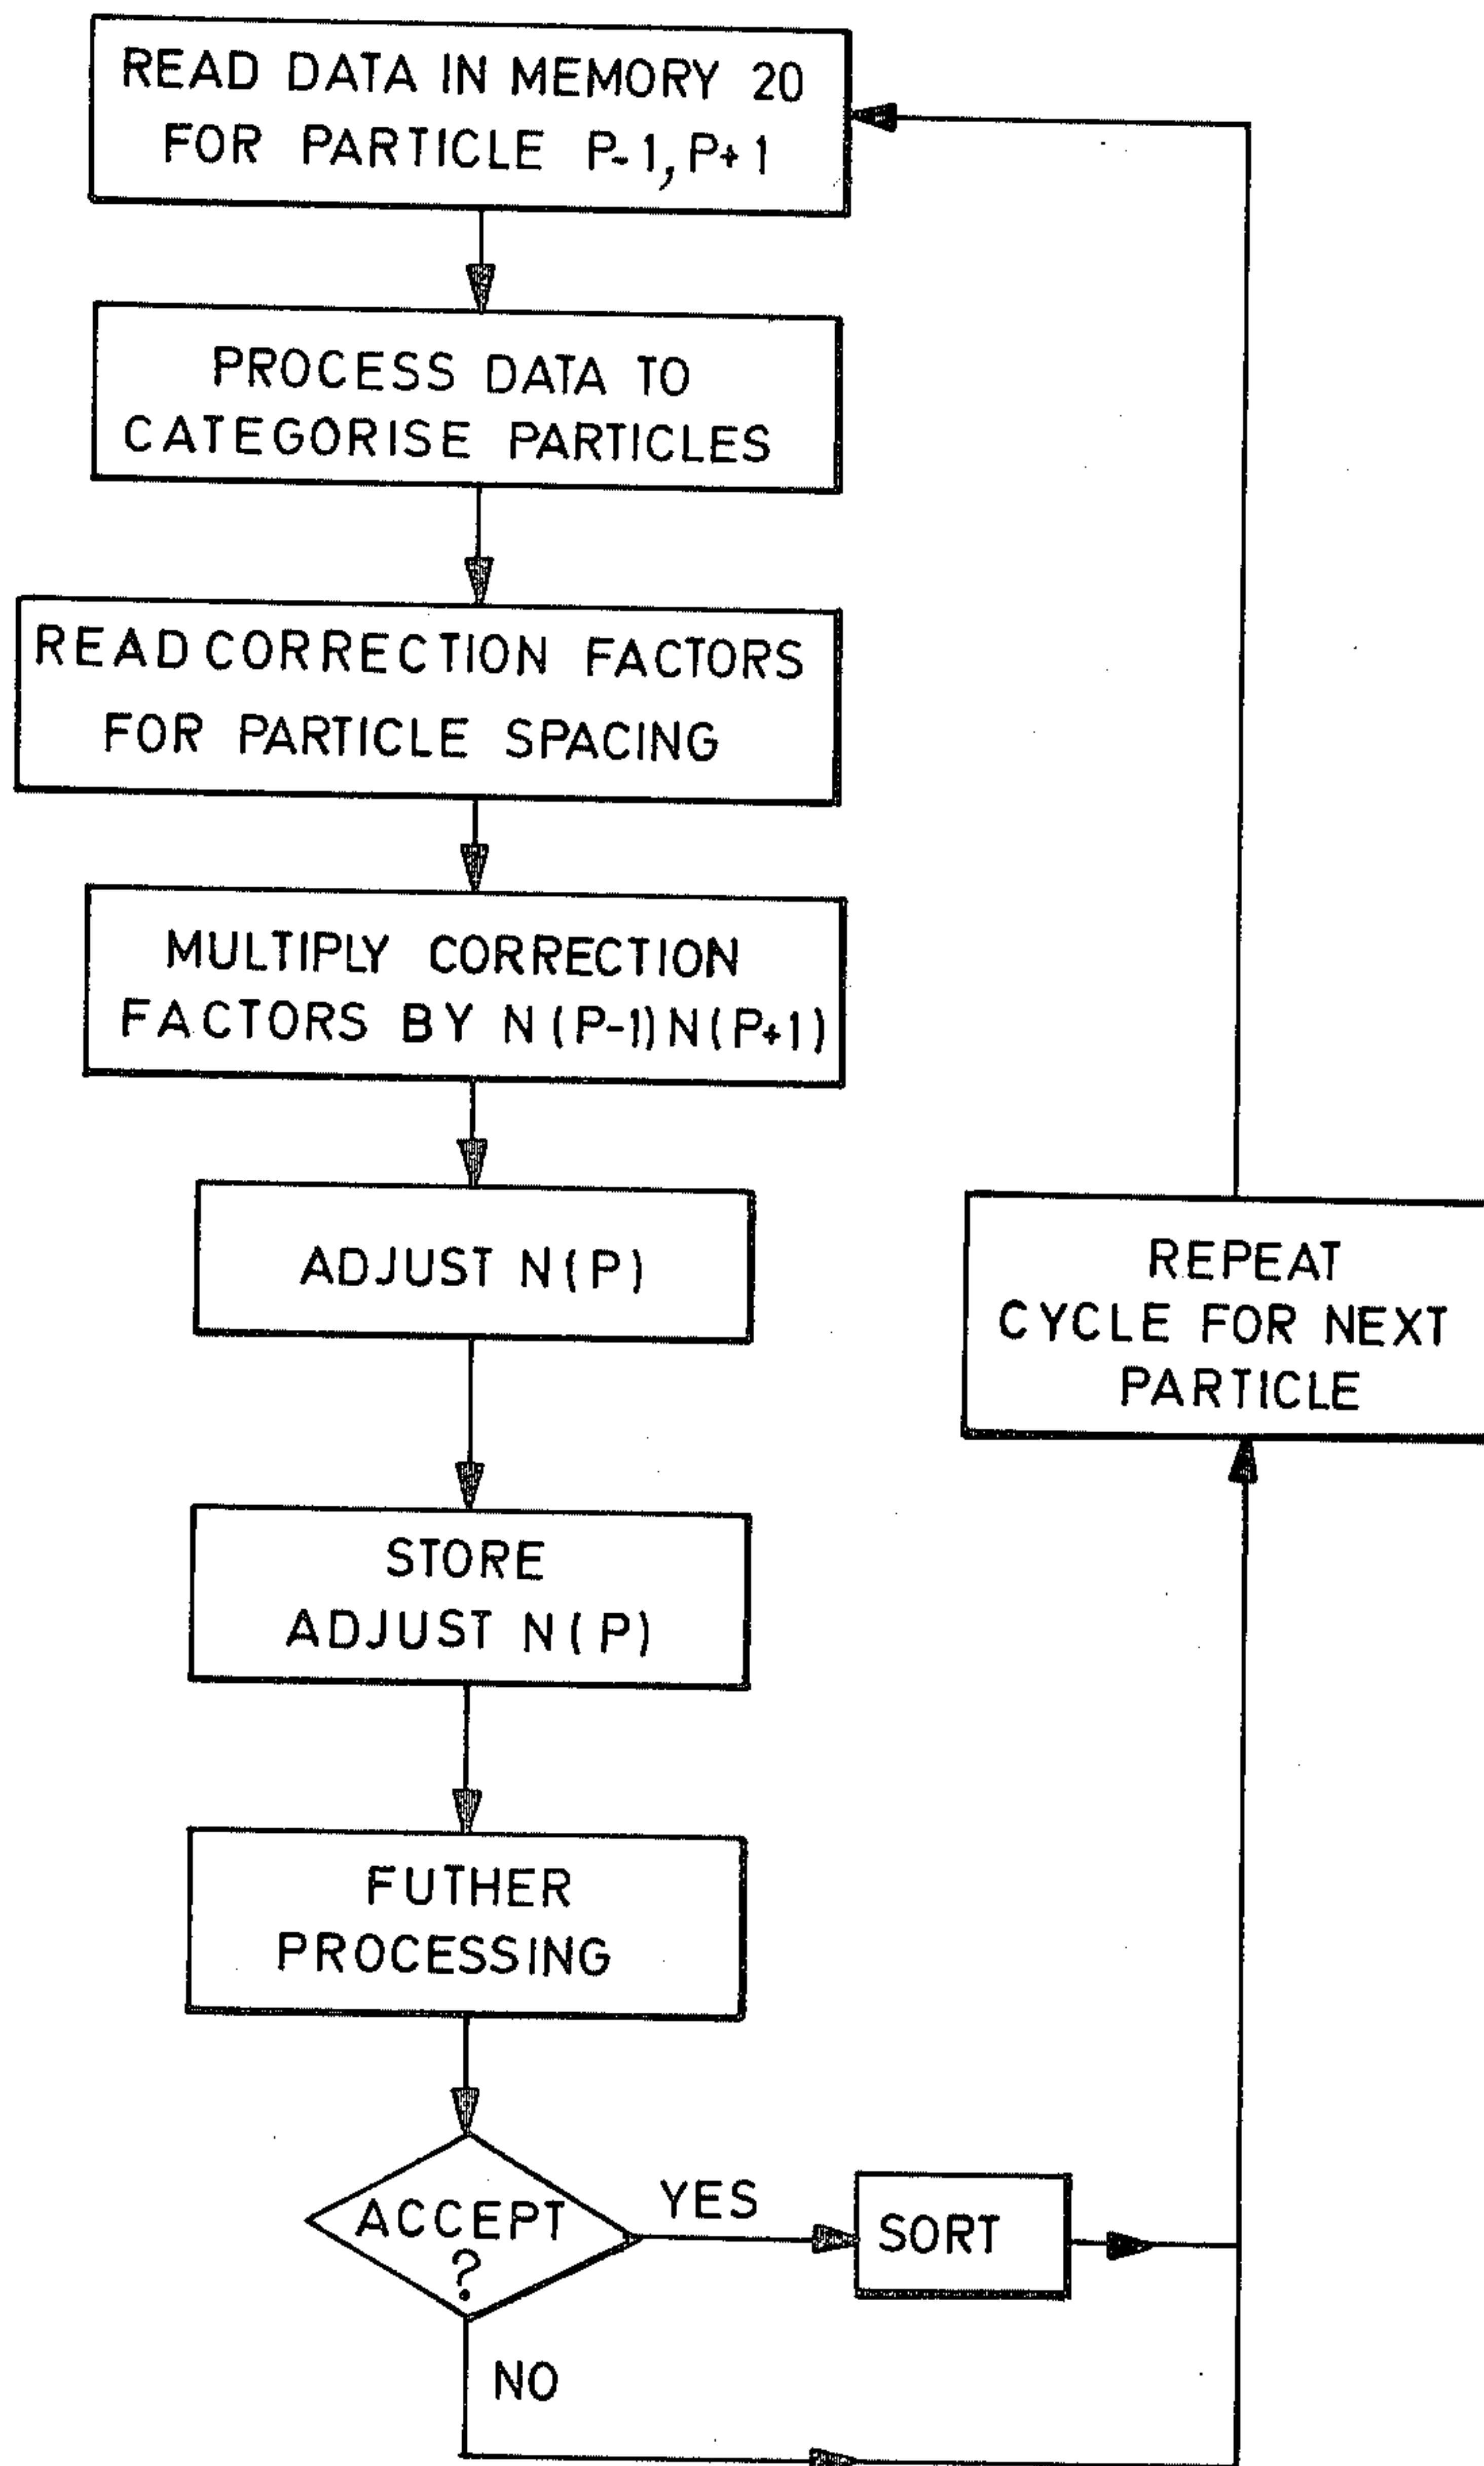 READ DATA IN MEMORY 20
FOR PARTICLE P-1, P+1
PROCESS DATA TO
CATEGORISE PARTICLES
READ CORRECTION FACTORS
FOR PARTICLE SPACING
MULTIPLY CORRECTION
FACTORS BY N(P-1)N(P+1)
ADJUST N(P)
STORE
ADJUST N(P)
FUTHER
PROCESSING
ACCEPT
?
YES
SORT
NO
REPEAT
CYCLE FOR NEXT
PARTICLE